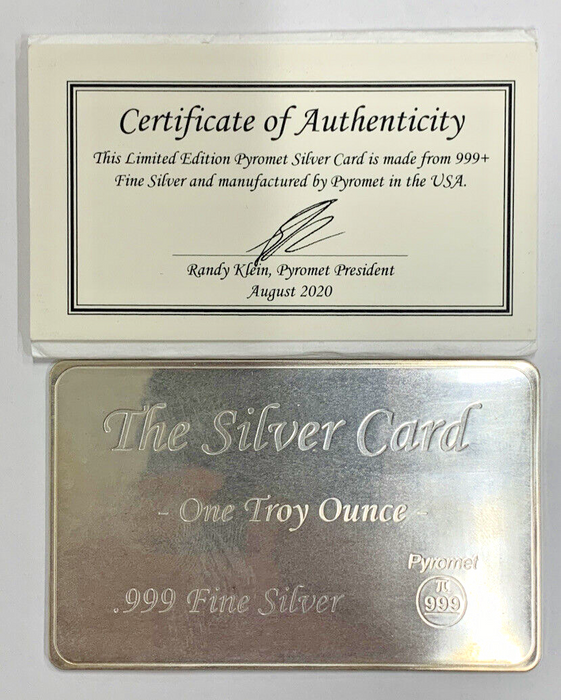 Certificate of Authenticity
This Limited Edition Pyromet Silver Card is made from 999+
Fine Silver and manufactured by Pyromet in the USA.
Randy Klein, Pyromet President
August 2020
The Silver Card
- One Troy Ounce -
.999 Fine Silver
Pyromet
π
999